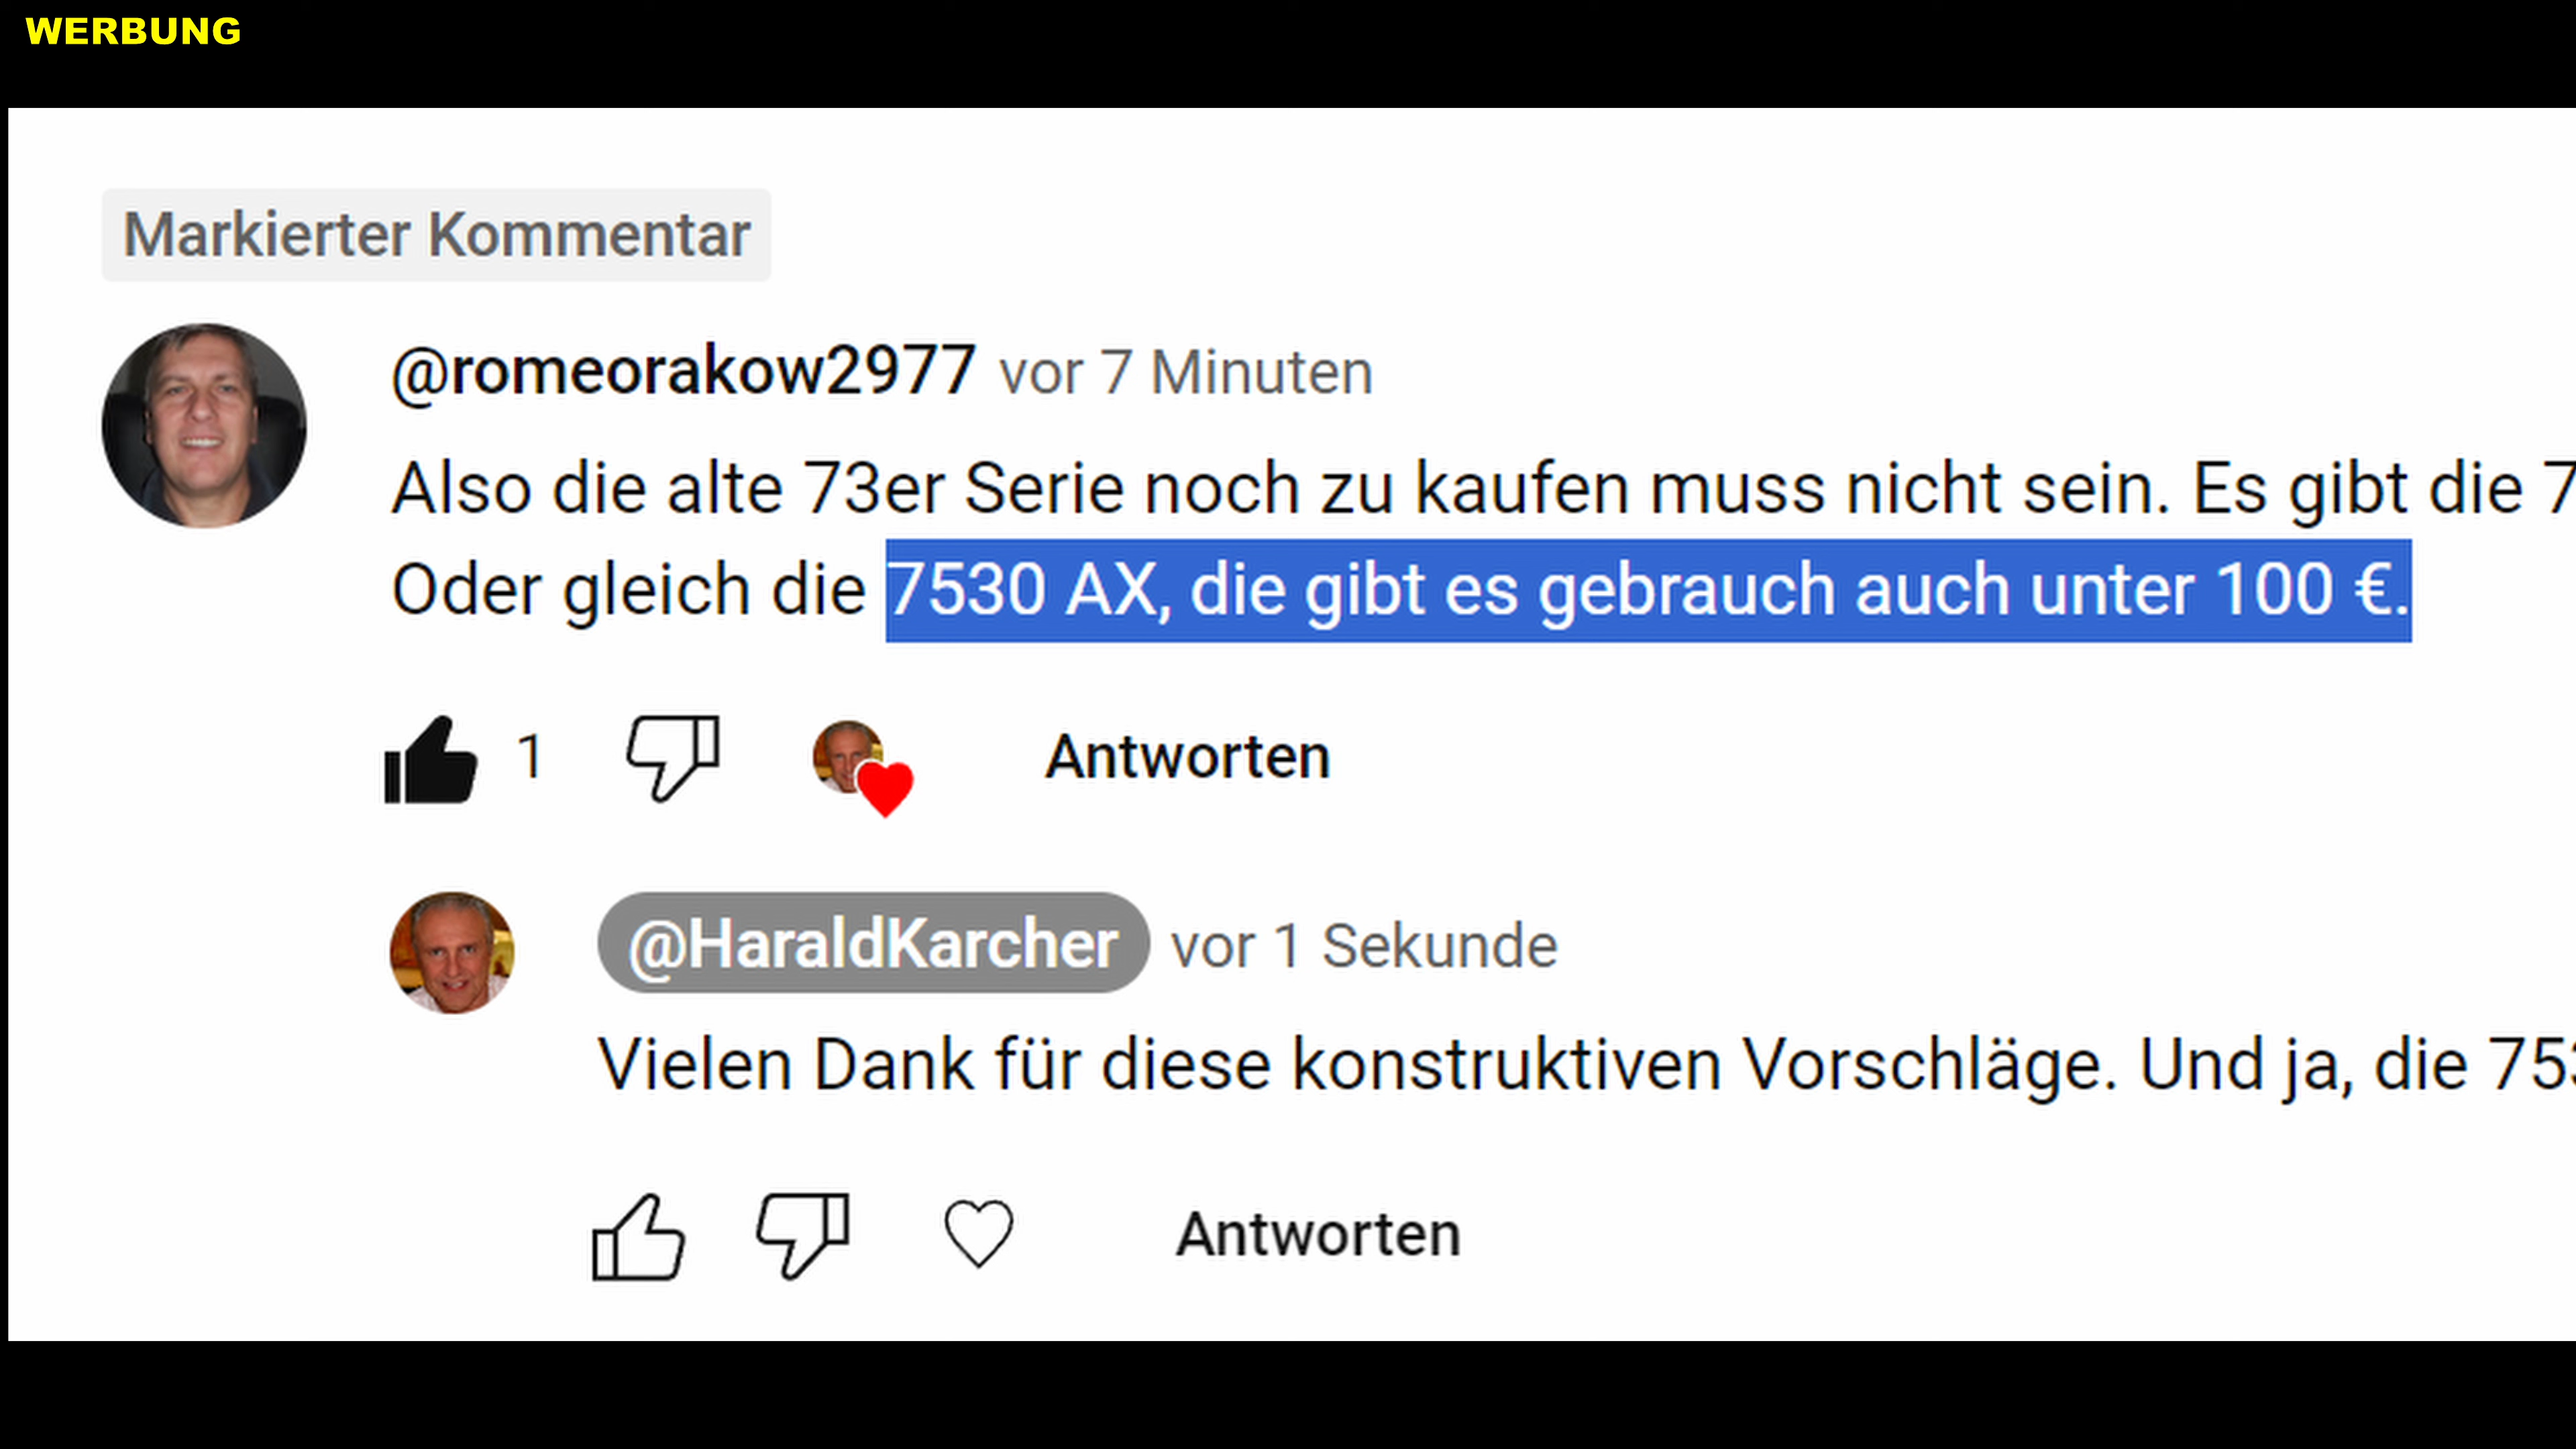 WERBUNG
Markierter Kommentar
@romeorakow2977 vor 7 Minuten
Also die alte 73er Serie noch zu kaufen muss nicht sein. Es gibt die 7
Oder gleich die 7530 AX, die gibt es gebrauch auch unter 100 €.
1 Antworten
@HaraldKarcher vor 1 Sekunde
Vielen Dank für diese konstruktiven Vorschläge. Und ja, die 753
Antworten